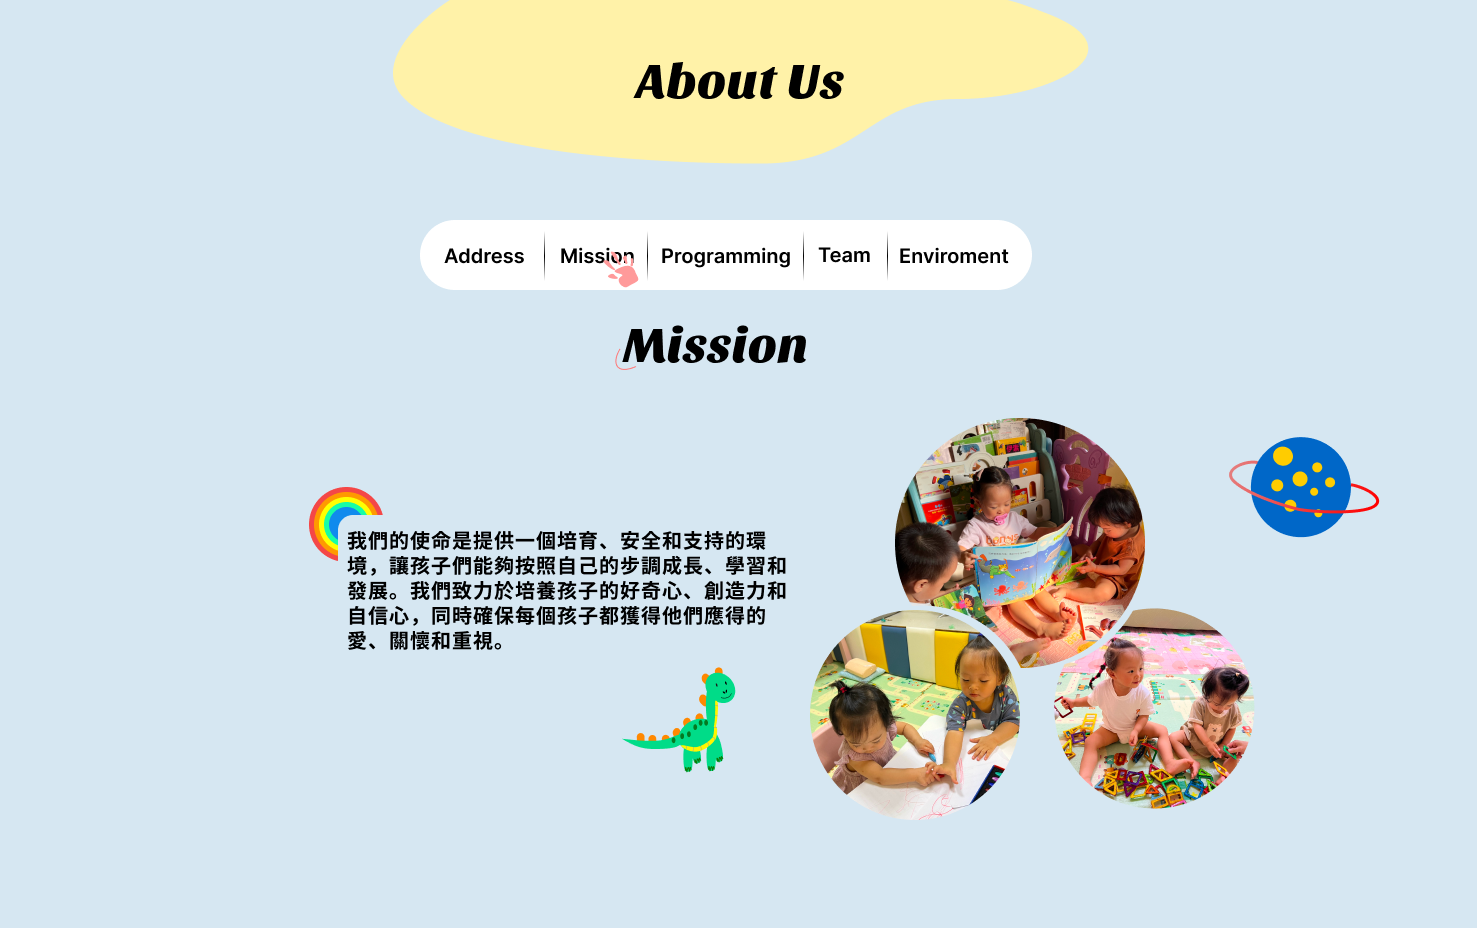 About Us
Address Mission Programming Team Enviroment
Mission
我們的使命是提供一個培育、安全和支持的環
境，讓孩子們能夠按照自己的步調成長、學習和
發展。我們致力於培養孩子的好奇心、創造力和
自信心，同時確保每個孩子都獲得他們應得的
愛、關懷和重視。